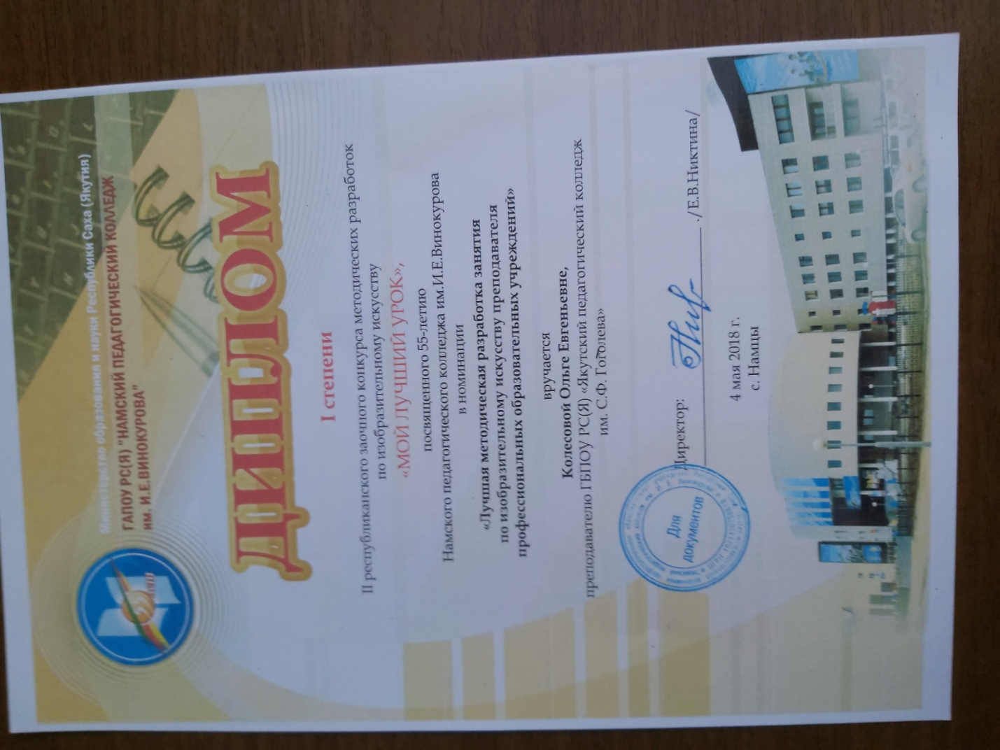 Министерство образования и науки Республики Саха (Якутия)
ГАПОУ РС(Я) "НАМСКИЙ ПЕДАГОГИЧЕСКИЙ КОЛЛЕДЖ
им. И.Е.ВИНОКУРОВА"
ДИПЛОМ
I степени
II республиканского заочного конкурса методических разработок
по изобразительному искусству
«МОЙ ЛУЧШИЙ УРОК»,
посвященного 55-летию
Намского педагогического колледжа им.И.Е.Винокурова
в номинации
«Лучшая методическая разработка занятия
по изобразительному искусству преподавателя
профессиональных образовательных учреждений»
вручается
Колесовой Ольге Евгеньевне,
преподавателю ГБПОУ РС(Я) «Якутский педагогический колледж
им. С.Ф. Гоголева»
Директор: ./Е.В.Никтина/
Для
документов
4 мая 2018 г.
с. Намцы